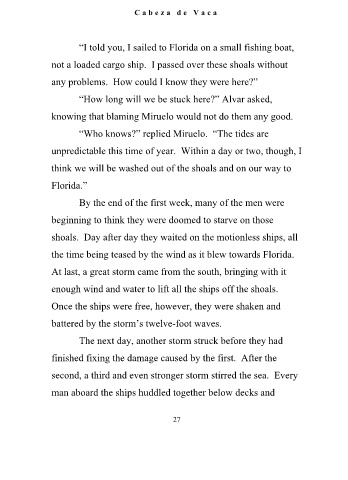 Cabeza de Vaca
“I told you, I sailed to Florida on a small fishing boat,
not a loaded cargo ship.  I passed over these shoals without
any problems.  How could I know they were here?”
“How long will we be stuck here?” Alvar asked,
knowing that blaming Miruelo would not do them any good.
“Who knows?” replied Miruelo.  “The tides are
unpredictable this time of year.  Within a day or two, though, I
think we will be washed out of the shoals and on our way to
Florida.”
By the end of the first week, many of the men were
beginning to think they were doomed to starve on those
shoals.  Day after day they waited on the motionless ships, all
the time being teased by the wind as it blew towards Florida.
At last, a great storm came from the south, bringing with it
enough wind and water to lift all the ships off the shoals.
Once the ships were free, however, they were shaken and
battered by the storm’s twelve-foot waves.
The next day, another storm struck before they had
finished fixing the damage caused by the first.  After the
second, a third and even stronger storm stirred the sea.  Every
man aboard the ships huddled together below decks and
27